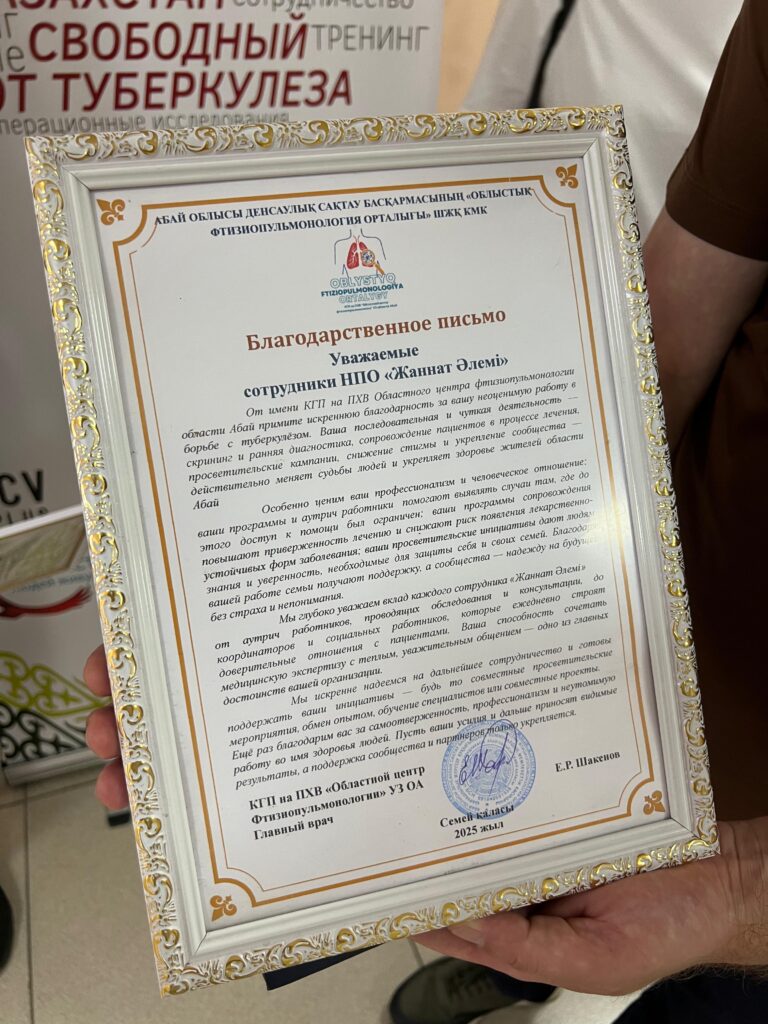 КАЗАХСТАН сотрудничество
СВОБОДНЫЙ ТРЕНИНГ
ОТ ТУБЕРКУЛЕЗА
операционные исследования
АБАЙ ОБЛЫСЫ ДЕНСАУЛЫҚ САҚТАУ БАСҚАРМАСЫНЫҢ «ОБЛЫСТЫҚ
ФТИЗИОПУЛЬМОНОЛОГИЯ ОРТАЛЫҒЫ» ШЖҚ КМК
OBLYSTYQ
FTIZIOPULMONOLOGIYA
ORTALYGY
Благодарственное письмо
Уважаемые
сотрудники НПО «Жаннат Әлемі»
От имени КГП на ПХВ Областного центра фтизиопульмонологии
области Абай примите искреннюю благодарность за вашу неоценимую работу в
борьбе с туберкулёзом. Ваша последовательная и чуткая деятельность —
скрининг и ранняя диагностика, сопровождение пациентов в процессе лечения,
просветительские кампании, снижение стигмы и укрепление сообщества —
действительно меняет судьбы людей и укрепляет здоровье жителей области
Абай
Особенно ценим ваш профессионализм и человеческое отношение:
ваши программы и аутрич работники помогают выявлять случаи там, где до
этого доступ к помощи был ограничен; ваши программы сопровождения
повышают приверженность лечению и снижают риск появления лекарственно-
устойчивых форм заболевания; ваши просветительские инициативы дают людям
знания и уверенность, необходимые для защиты себя и своих семей. Благодаря
вашей работе семьи получают поддержку, а сообщества — надежду на будущее
без страха и непонимания.
Мы глубоко уважаем вклад каждого сотрудника «Жаннат Әлемі»
от аутрич работников, проводящих обследования и консультации, до
координаторов и социальных работников, которые ежедневно строят
доверительные отношения с пациентами. Ваша способность сочетать
медицинскую экспертизу с теплым, уважительным общением — одно из главных
достоинств вашей организации.
Мы искренне надеемся на дальнейшее сотрудничество и готовы
поддержать ваши инициативы — будь то совместные просветительские
мероприятия, обмен опытом, обучение специалистов или совместные проекты.
Ещё раз благодарим вас за самоотверженность, профессионализм и неутомимую
работу во имя здоровья людей. Пусть ваши усилия и дальше приносят видимые
результаты, а поддержка сообщества и партнеров только укрепляется.
КГП на ПХВ «Областной центр
Фтизиопульмонологии» УЗ ОА
Главный врач
Е.Р. Шакенов
Семей қаласы
2025 жыл